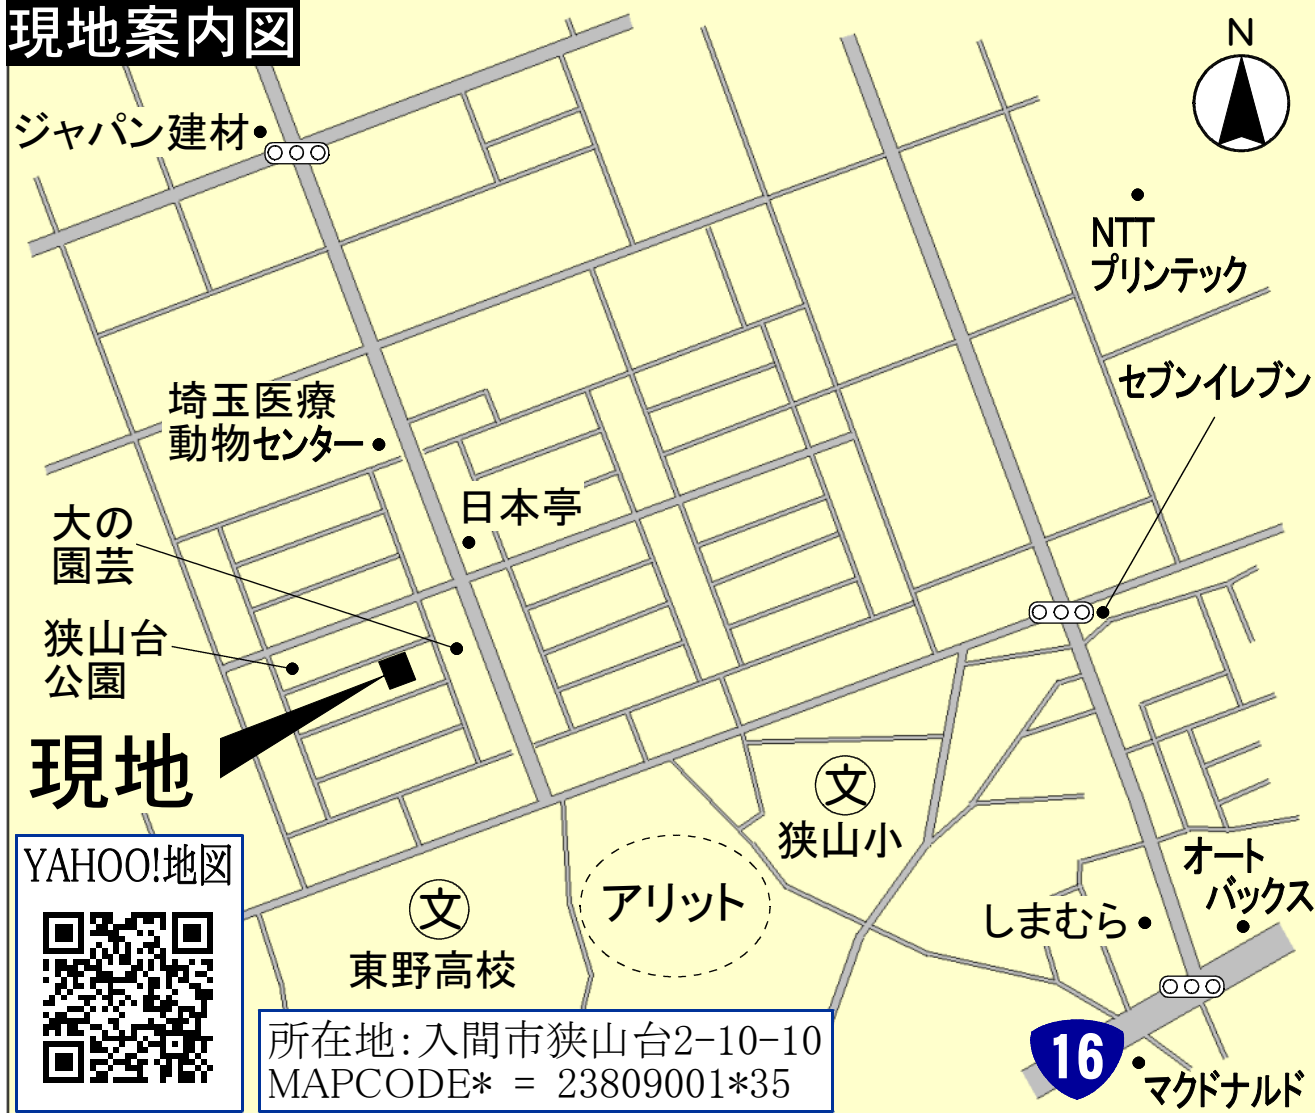 現地案内図
N
ジャパン建材
NTT
プリンテック
セブンイレブン
埼玉医療
動物センター
日本亭
大の
園芸
狭山台
公園
現地
文
狭山小
YAHOO!地図
アリット
文
東野高校
オート
バックス
しまむら
所在地:入間市狭山台2-10-10
MAPCODE* = 23809001*35
16
マクドナルド